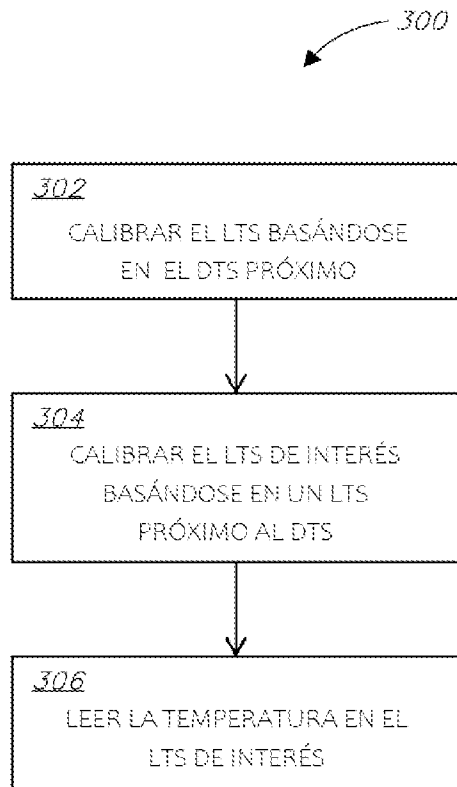 300
302
CALIBRAR EL LTS BASÁNDOSE
EN EL DTS PRÓXIMO
304
CALIBRAR EL LTS DE INTERÉS
BASÁNDOSE EN UN LTS
PRÓXIMO AL DTS
306
LEER LA TEMPERATURA EN EL
LTS DE INTERÉS